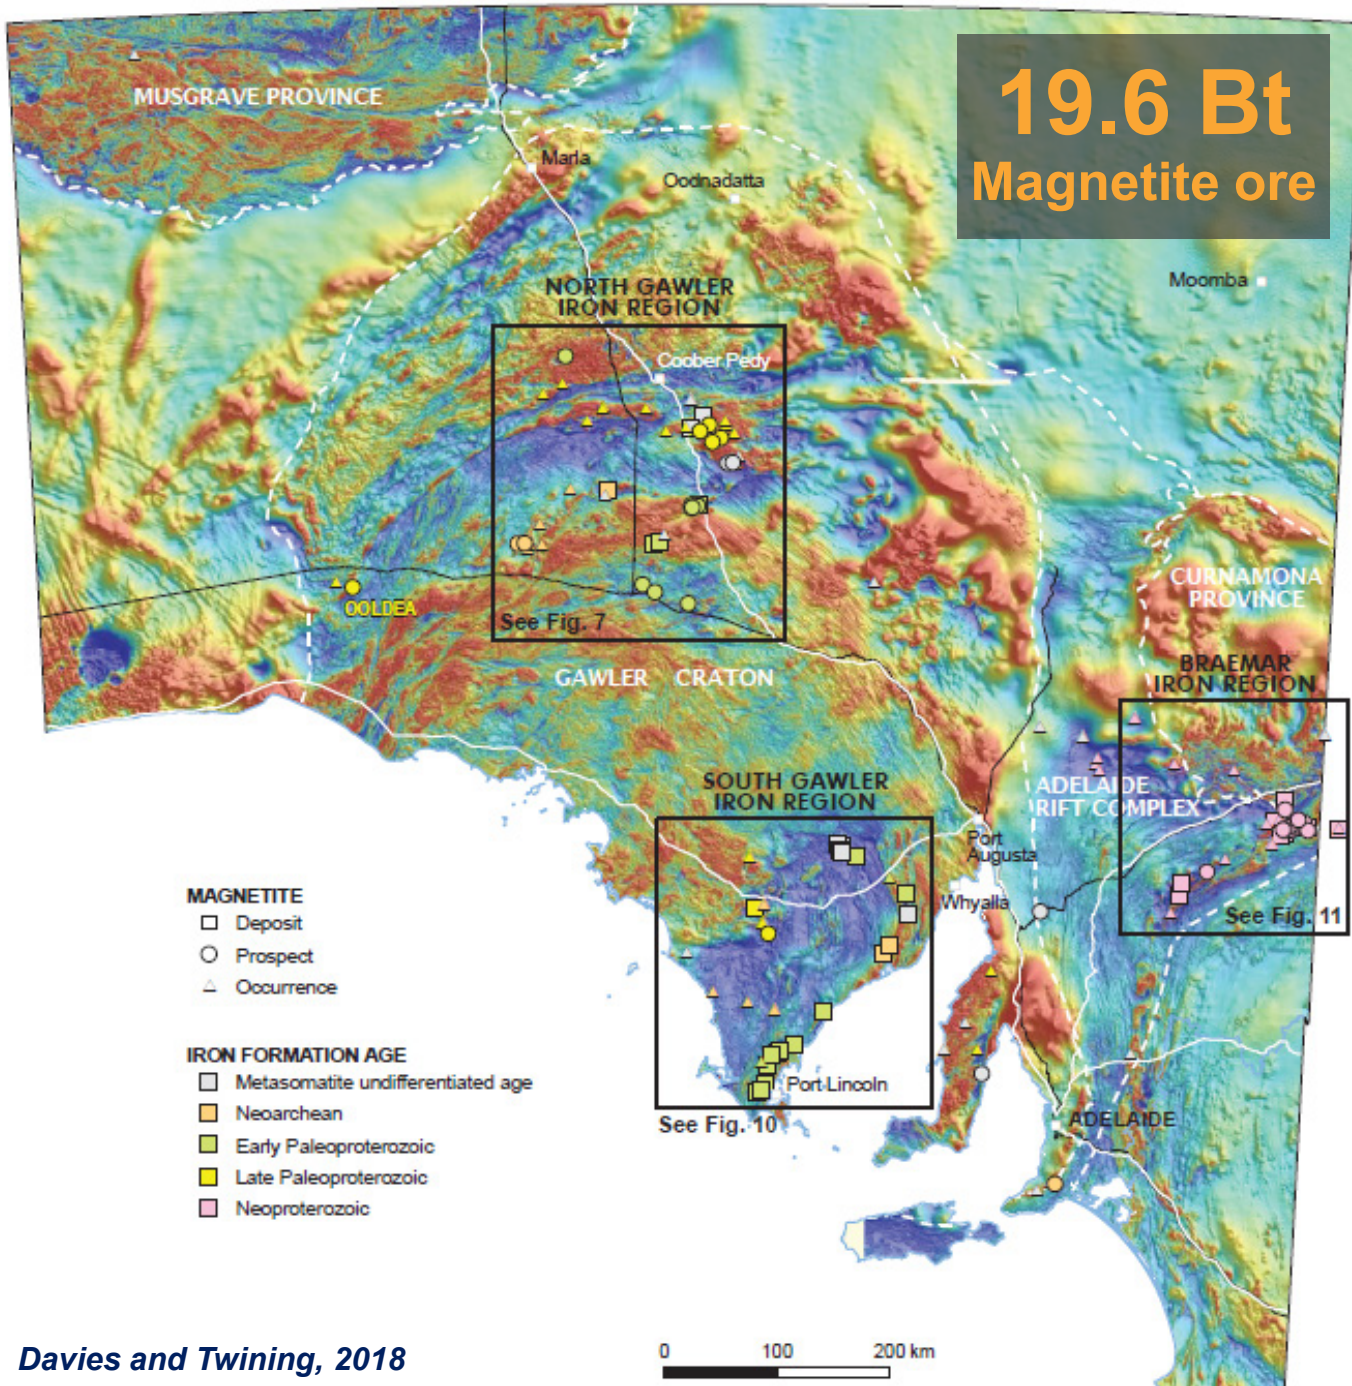 19.6 Bt
Magnetite ore
MUSGRAVE PROVINCE
Marla
Oodnadatta
Moomba
NORTH GAWLER
IRON REGION
Coober Pedy
OOLDEA
See Fig. 7
CURNAMONA
PROVINCE
BRAEMAR
IRON REGION
GAWLER CRATON
SOUTH GAWLER
IRON REGION
ADELAIDE
RIFT COMPLEX
Port
Augusta
Whyalla
See Fig. 11
MAGNETITE
Deposit
Prospect
Occurrence
IRON FORMATION AGE
Metasomatite undifferentiated age
Neoarchean
Early Paleoproterozoic
Late Paleoproterozoic
Neoproterozoic
Port Lincoln
See Fig. 10
ADELAIDE
Davies and Twining, 2018
0 100 200 km